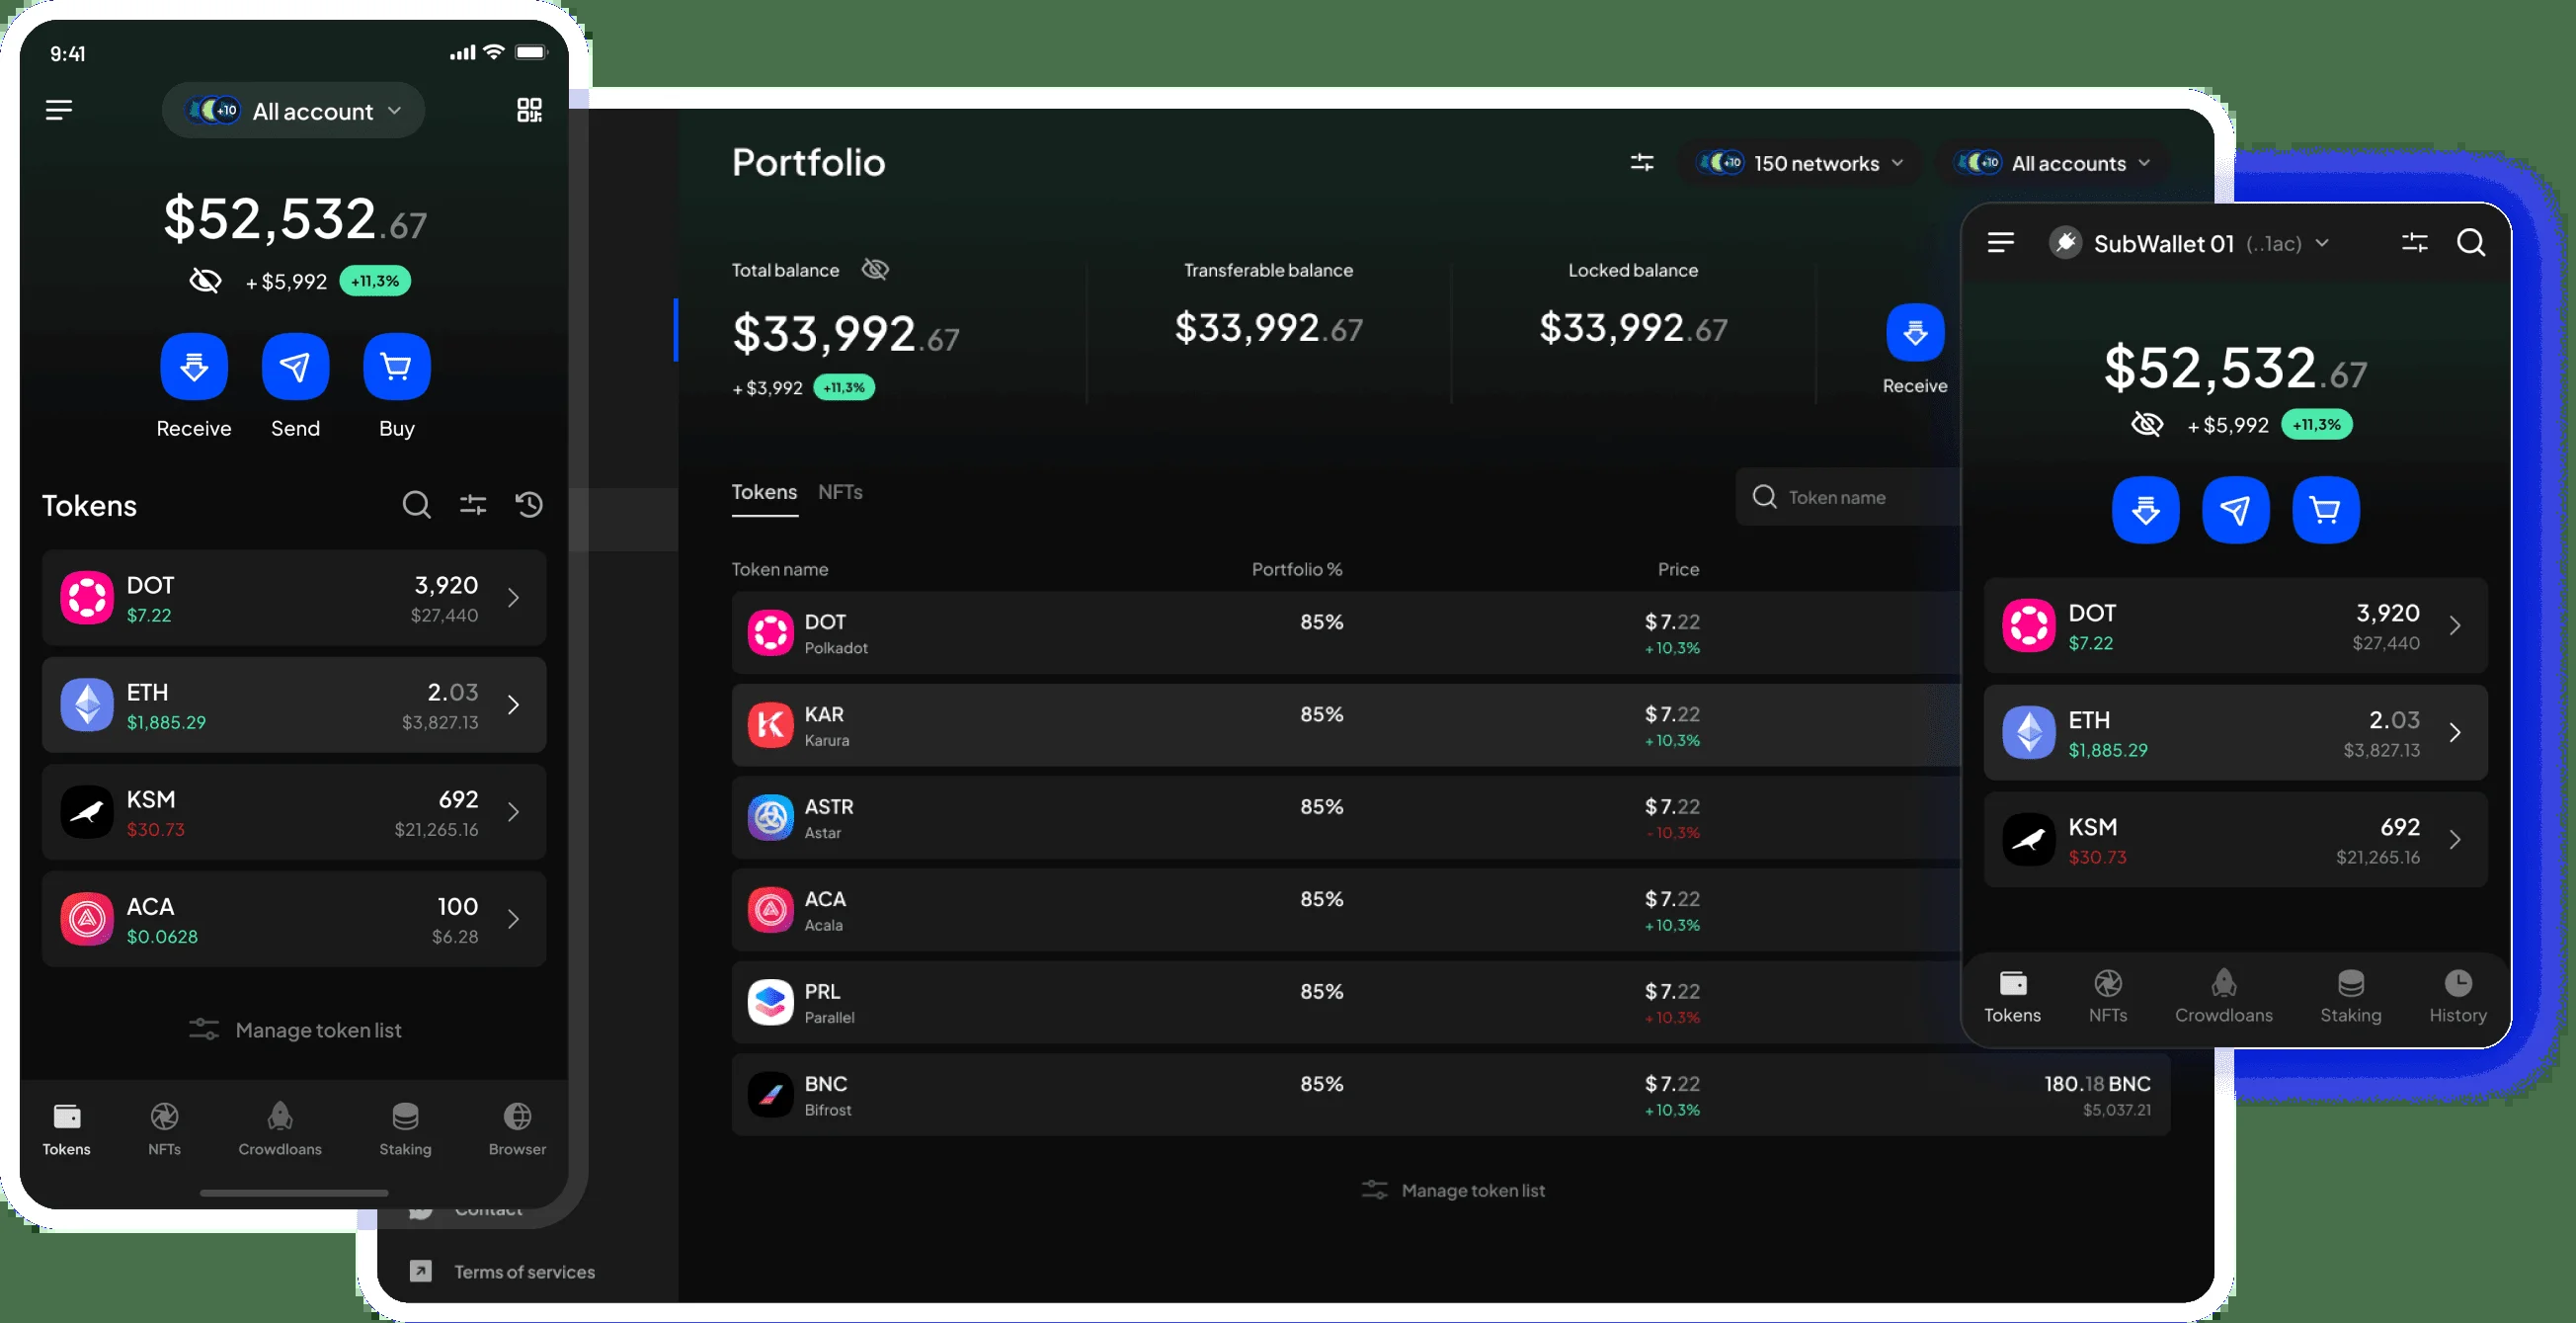 9:41
+10 All account
$52,532.67
+ $5,992 +11,3%
Receive Send Buy
Tokens
DOT 3,920
$7.22 $27,440
ETH 2.03
$1,885.29 $3,827.13
KSM 692
$30.73 $21,265.16
ACA 100
$0.0628 $6.28
Manage token list
Tokens NFTs Crowdloans Staking Browser
Contact
Terms of services
Portfolio
+10 150 networks +10 All accounts
Total balance Transferable balance Locked balance
$33,992.67 $33,992.67 $33,992.67
+ $3,992 +11,3%
Receive
Tokens NFTs Token name
Token name Portfolio % Price
DOT 85% $ 7.22
Polkadot + 10,3%
KAR 85% $ 7.22
Karura + 10,3%
ASTR 85% $ 7.22
Astar - 10,3%
ACA 85% $ 7.22
Acala + 10,3%
PRL 85% $ 7.22
Parallel + 10,3%
BNC 85% $ 7.22 180.18 BNC
Bifrost + 10,3% $5,037.21
Manage token list
SubWallet 01 (..1ac)
$52,532.67
+ $5,992 +11,3%
DOT 3,920
$7.22 $27,440
ETH 2.03
$1,885.29 $3,827.13
KSM 692
$30.73 $21,265.16
Tokens NFTs Crowdloans Staking History